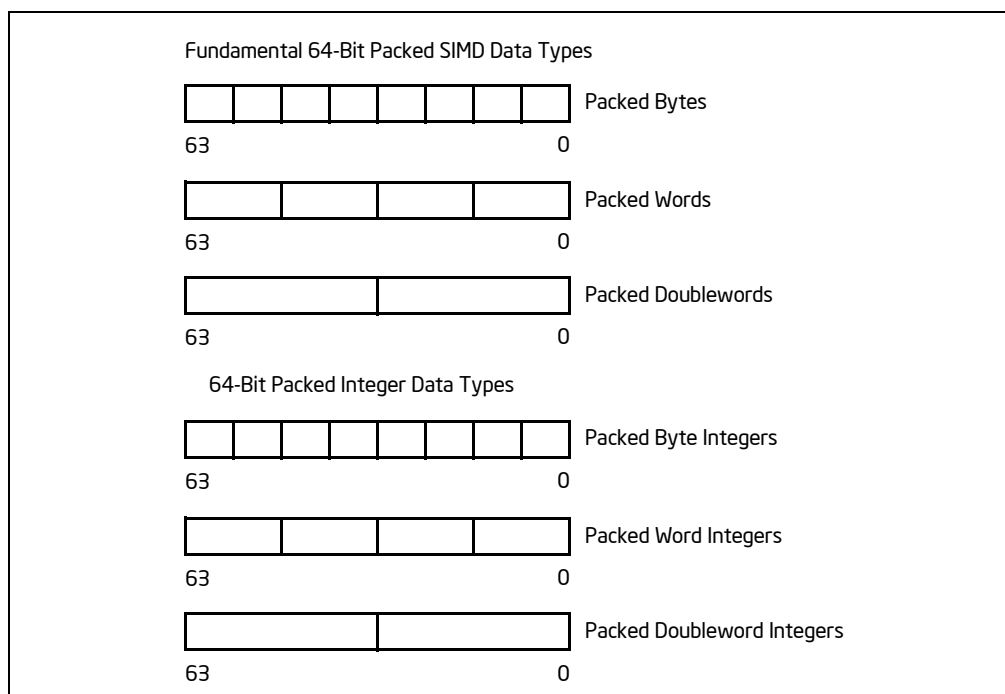 Fundamental 64-Bit Packed SIMD Data Types
Packed Bytes
63 0
Packed Words
63 0
Packed Doublewords
63 0
64-Bit Packed Integer Data Types
Packed Byte Integers
63 0
Packed Word Integers
63 0
Packed Doubleword Integers
63 0